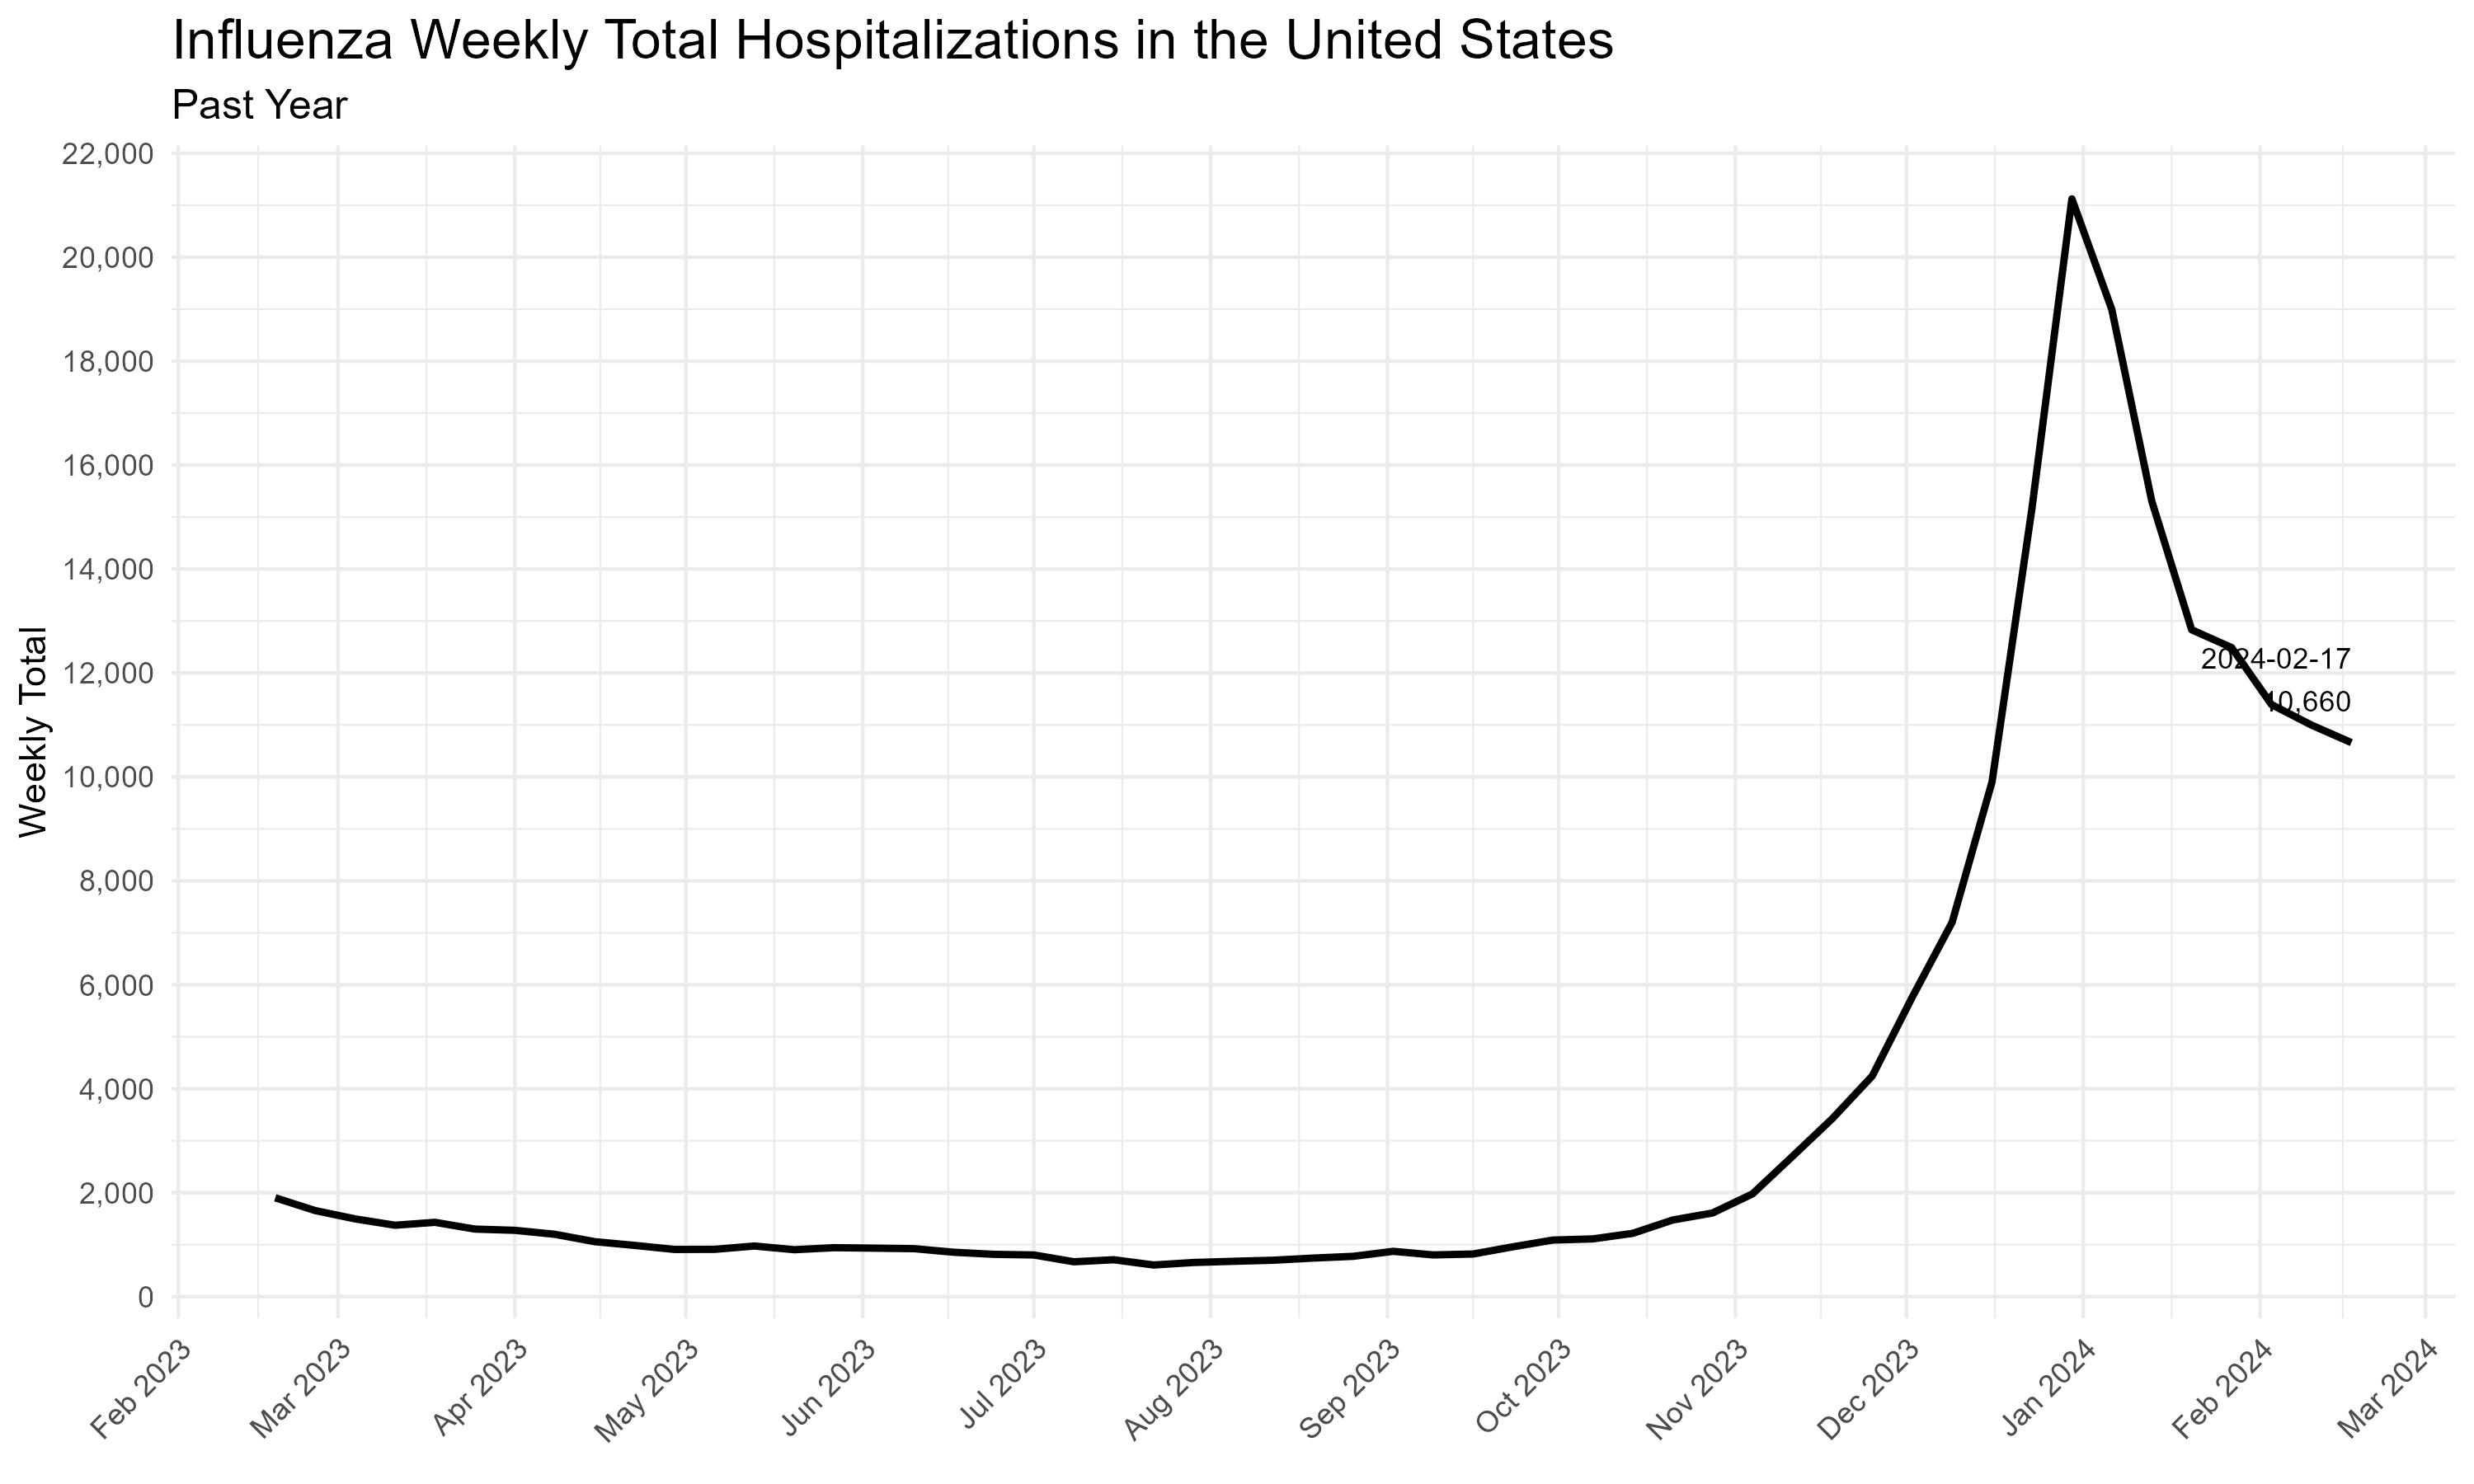 Influenza Weekly Total Hospitalizations in the United States
Past Year
22,000
20,000
18,000
16,000
14,000
12,000
10,000
8,000
6,000
4,000
2,000
0
Weekly Total
2024-02-17
10,660
Feb 2023
Mar 2023
Apr 2023
May 2023
Jun 2023
Jul 2023
Aug 2023
Sep 2023
Oct 2023
Nov 2023
Dec 2023
Jan 2024
Feb 2024
Mar 2024